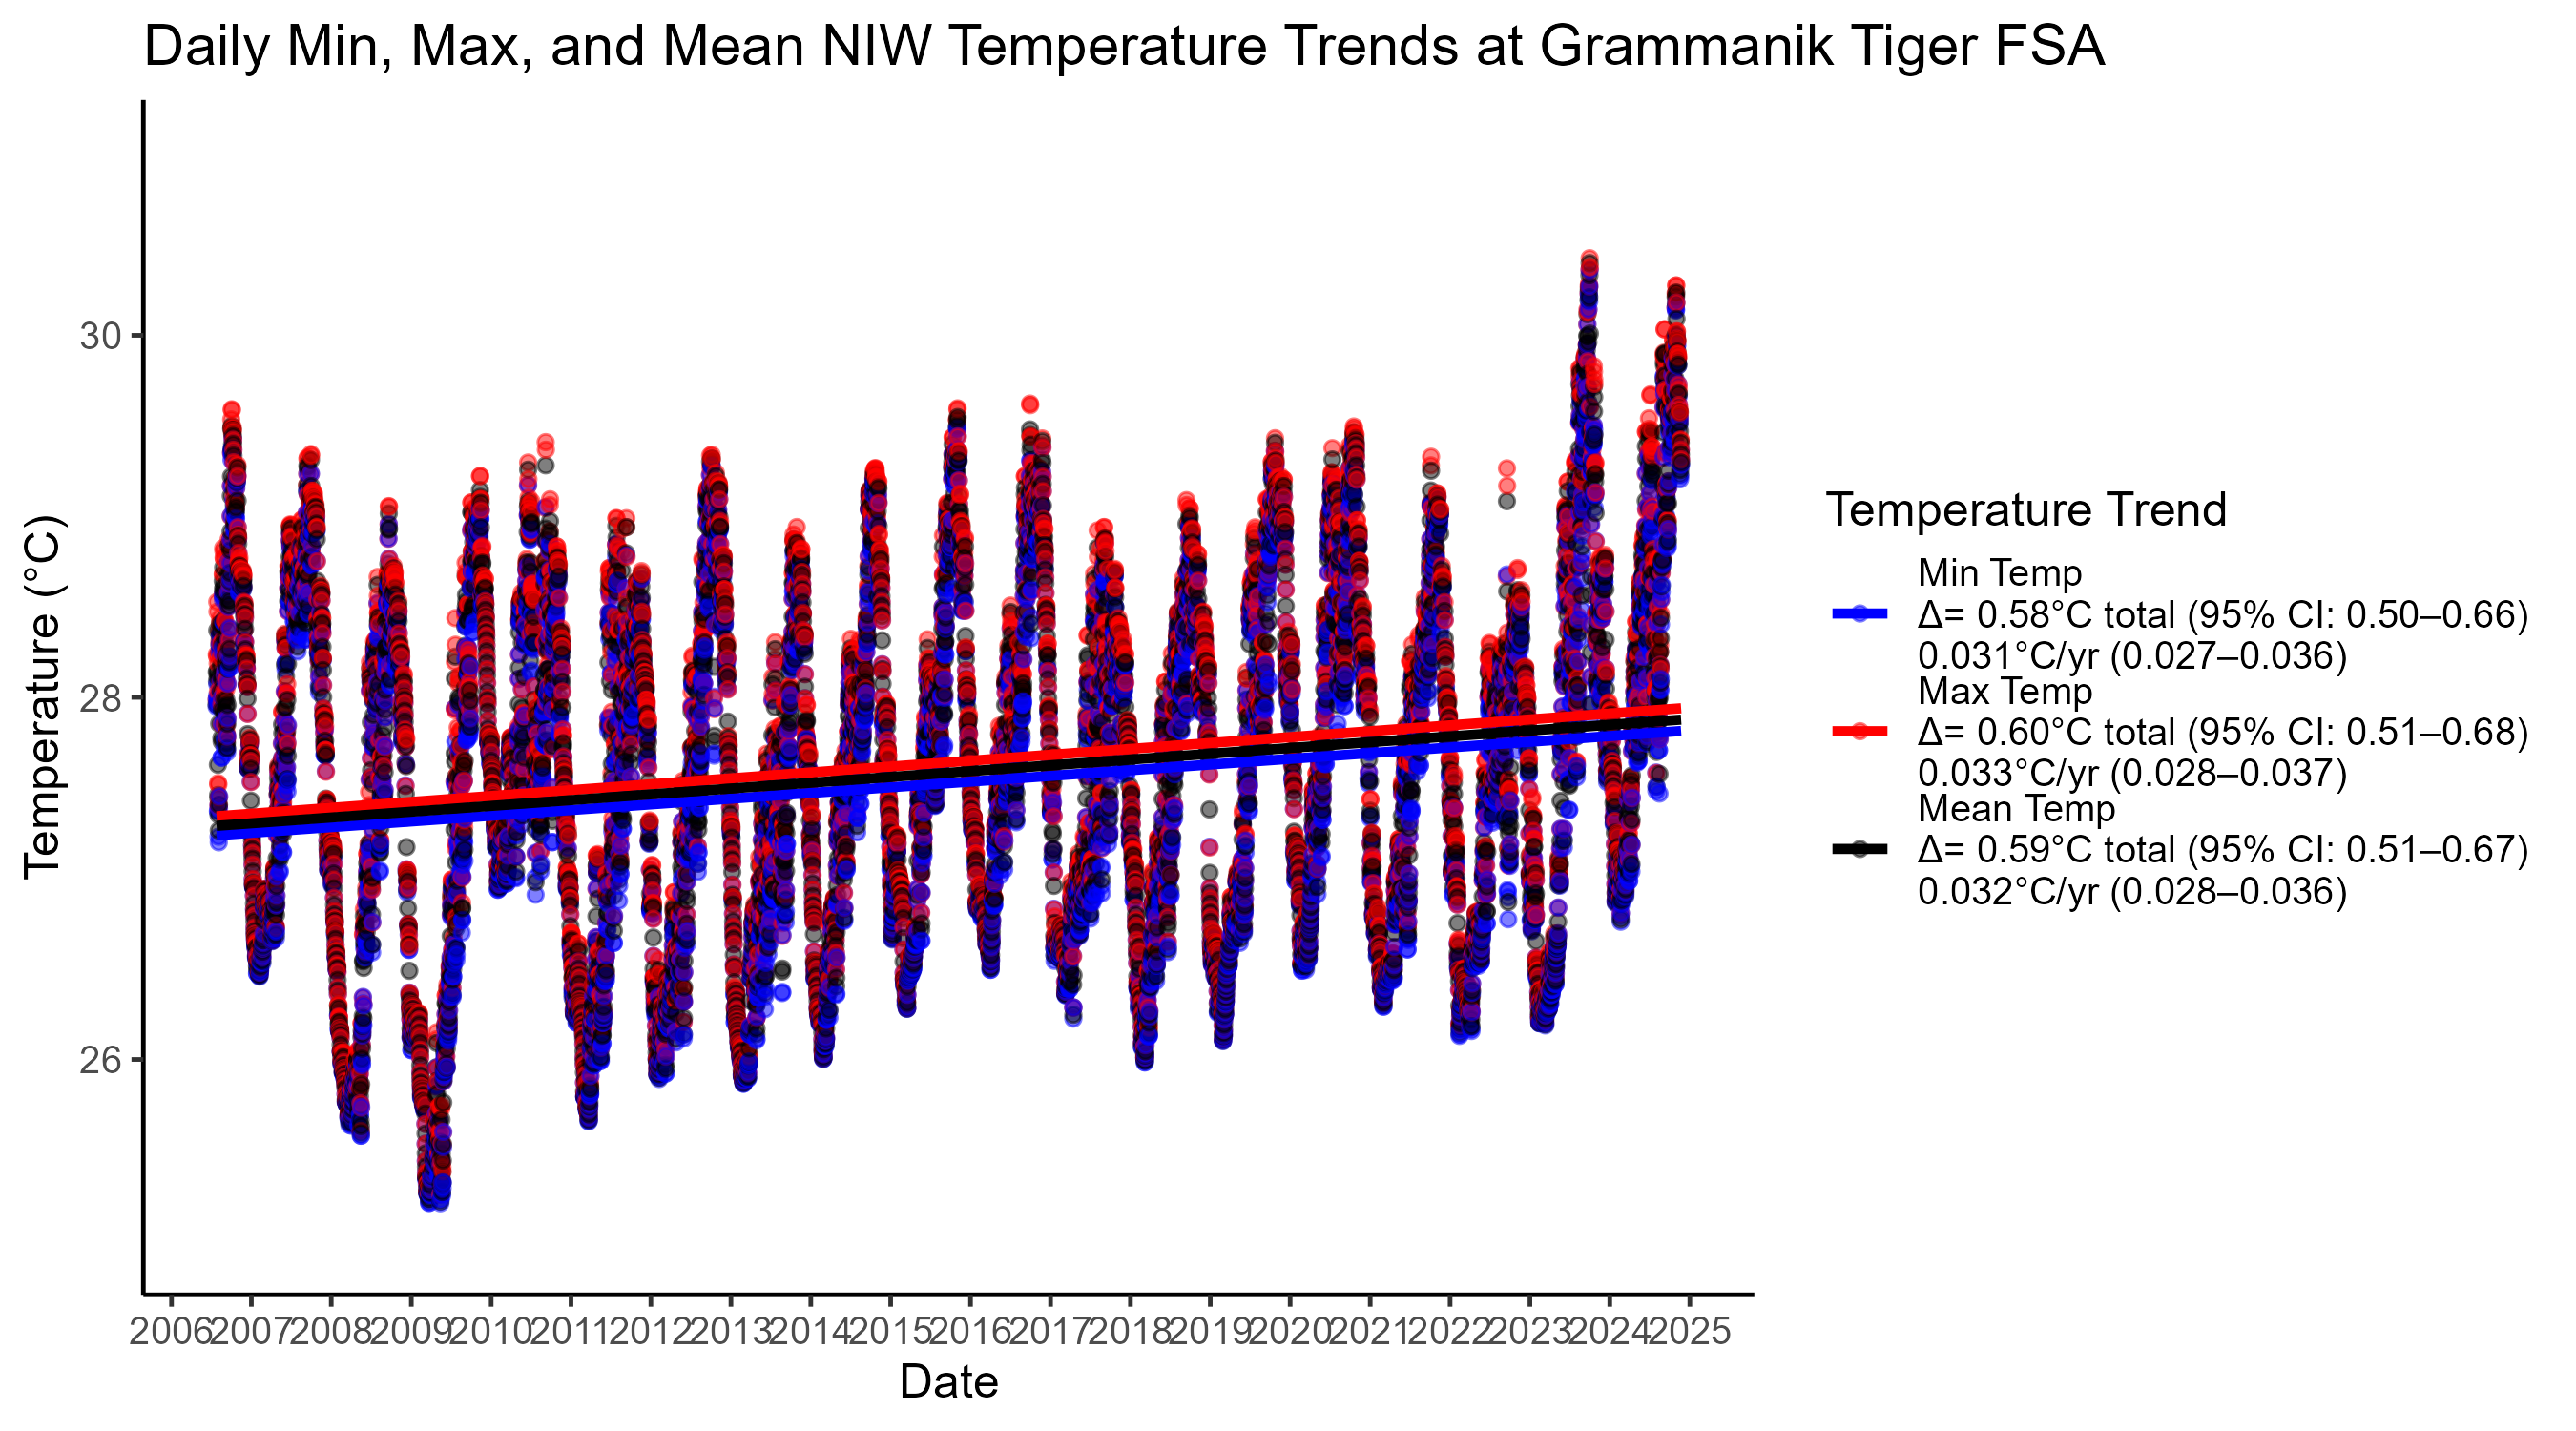 Daily Min, Max, and Mean NIW Temperature Trends at Grammanik Tiger FSA
Temperature (°C)
30
28
26
2006 2007 2008 2009 2010 2011 2012 2013 2014 2015 2016 2017 2018 2019 2020 2021 2022 2023 2024 2025
Date
Temperature Trend
Min Temp
Δ= 0.58°C total (95% CI: 0.50–0.66)
0.031°C/yr (0.027–0.036)
Max Temp
Δ= 0.60°C total (95% CI: 0.51–0.68)
0.033°C/yr (0.028–0.037)
Mean Temp
Δ= 0.59°C total (95% CI: 0.51–0.67)
0.032°C/yr (0.028–0.036)